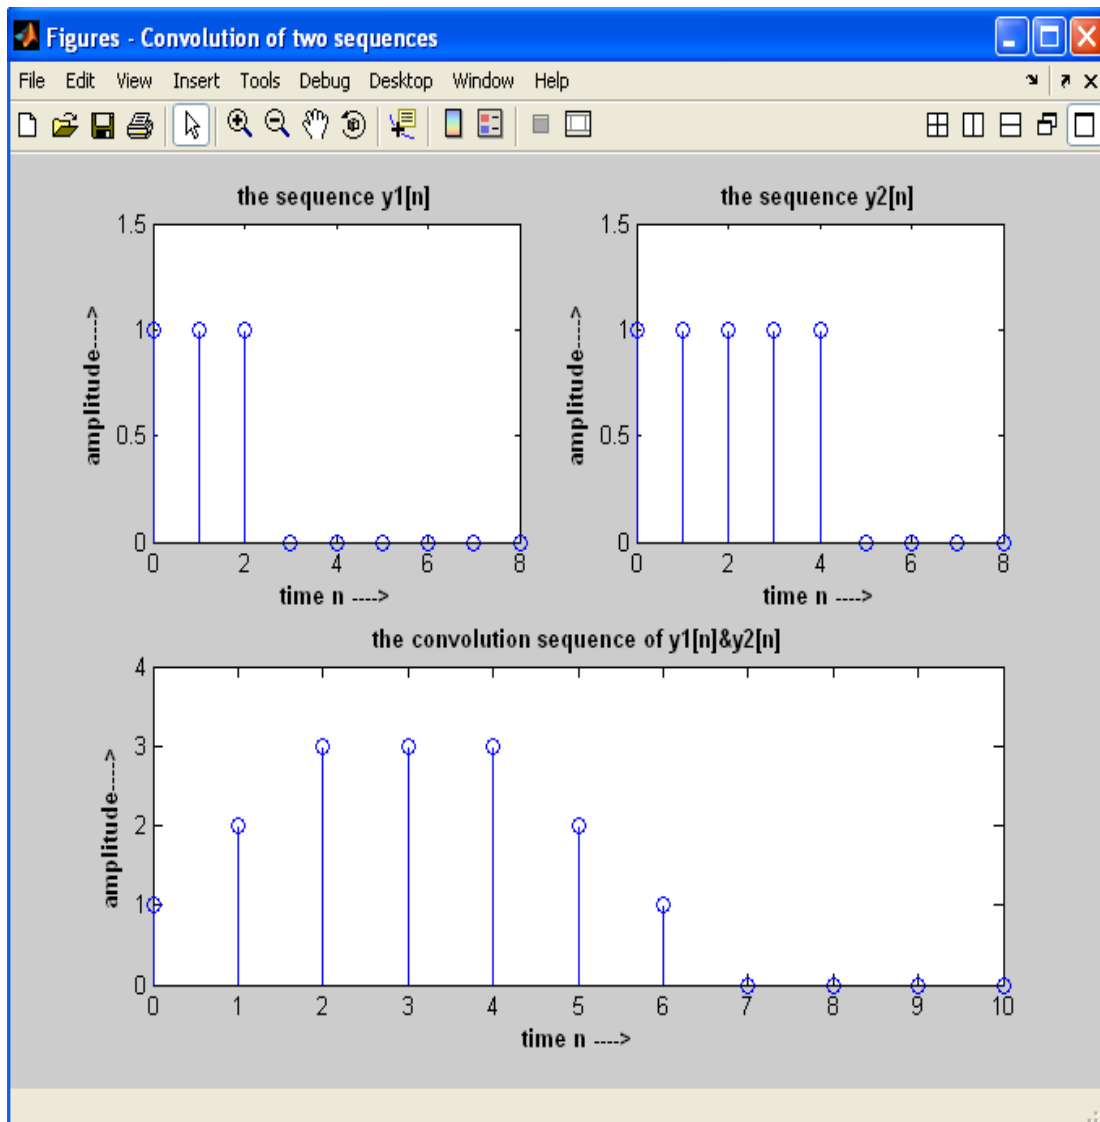 Figures - Convolution of two sequences
File Edit View Insert Tools Debug Desktop Window Help
the sequence y1[n]
1.5
1
0.5
0
amplitude---->
0 2 4 6 8
time n ---->
the sequence y2[n]
1.5
1
0.5
0
amplitude---->
0 2 4 6 8
time n ---->
the convolution sequence of y1[n]&y2[n]
4
3
2
1
0
amplitude---->
0 1 2 3 4 5 6 7 8 9 10
time n ---->